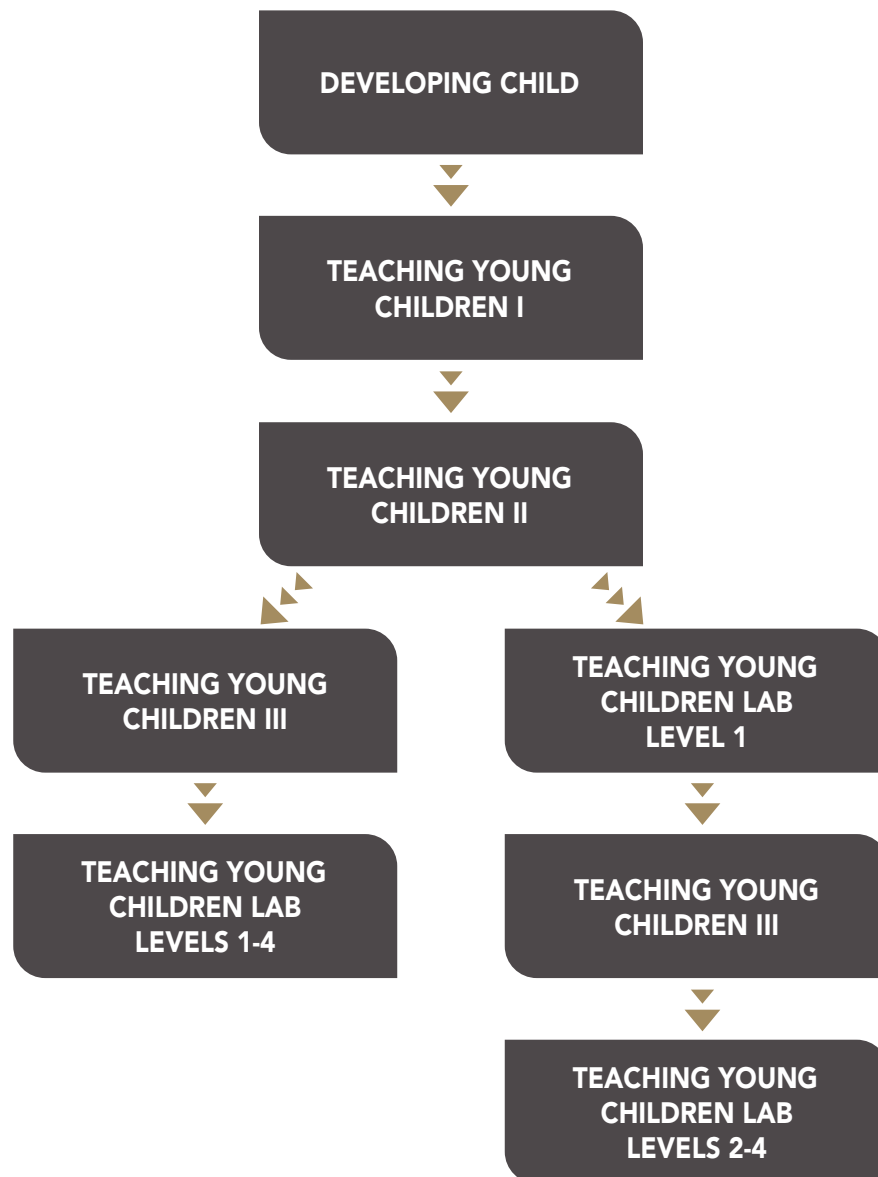 DEVELOPING CHILD
TEACHING YOUNG
CHILDREN I
TEACHING YOUNG
CHILDREN II
TEACHING YOUNG
CHILDREN III
TEACHING YOUNG
CHILDREN LAB
LEVELS 1-4
TEACHING YOUNG
CHILDREN LAB
LEVEL 1
TEACHING YOUNG
CHILDREN III
TEACHING YOUNG
CHILDREN LAB
LEVELS 2-4